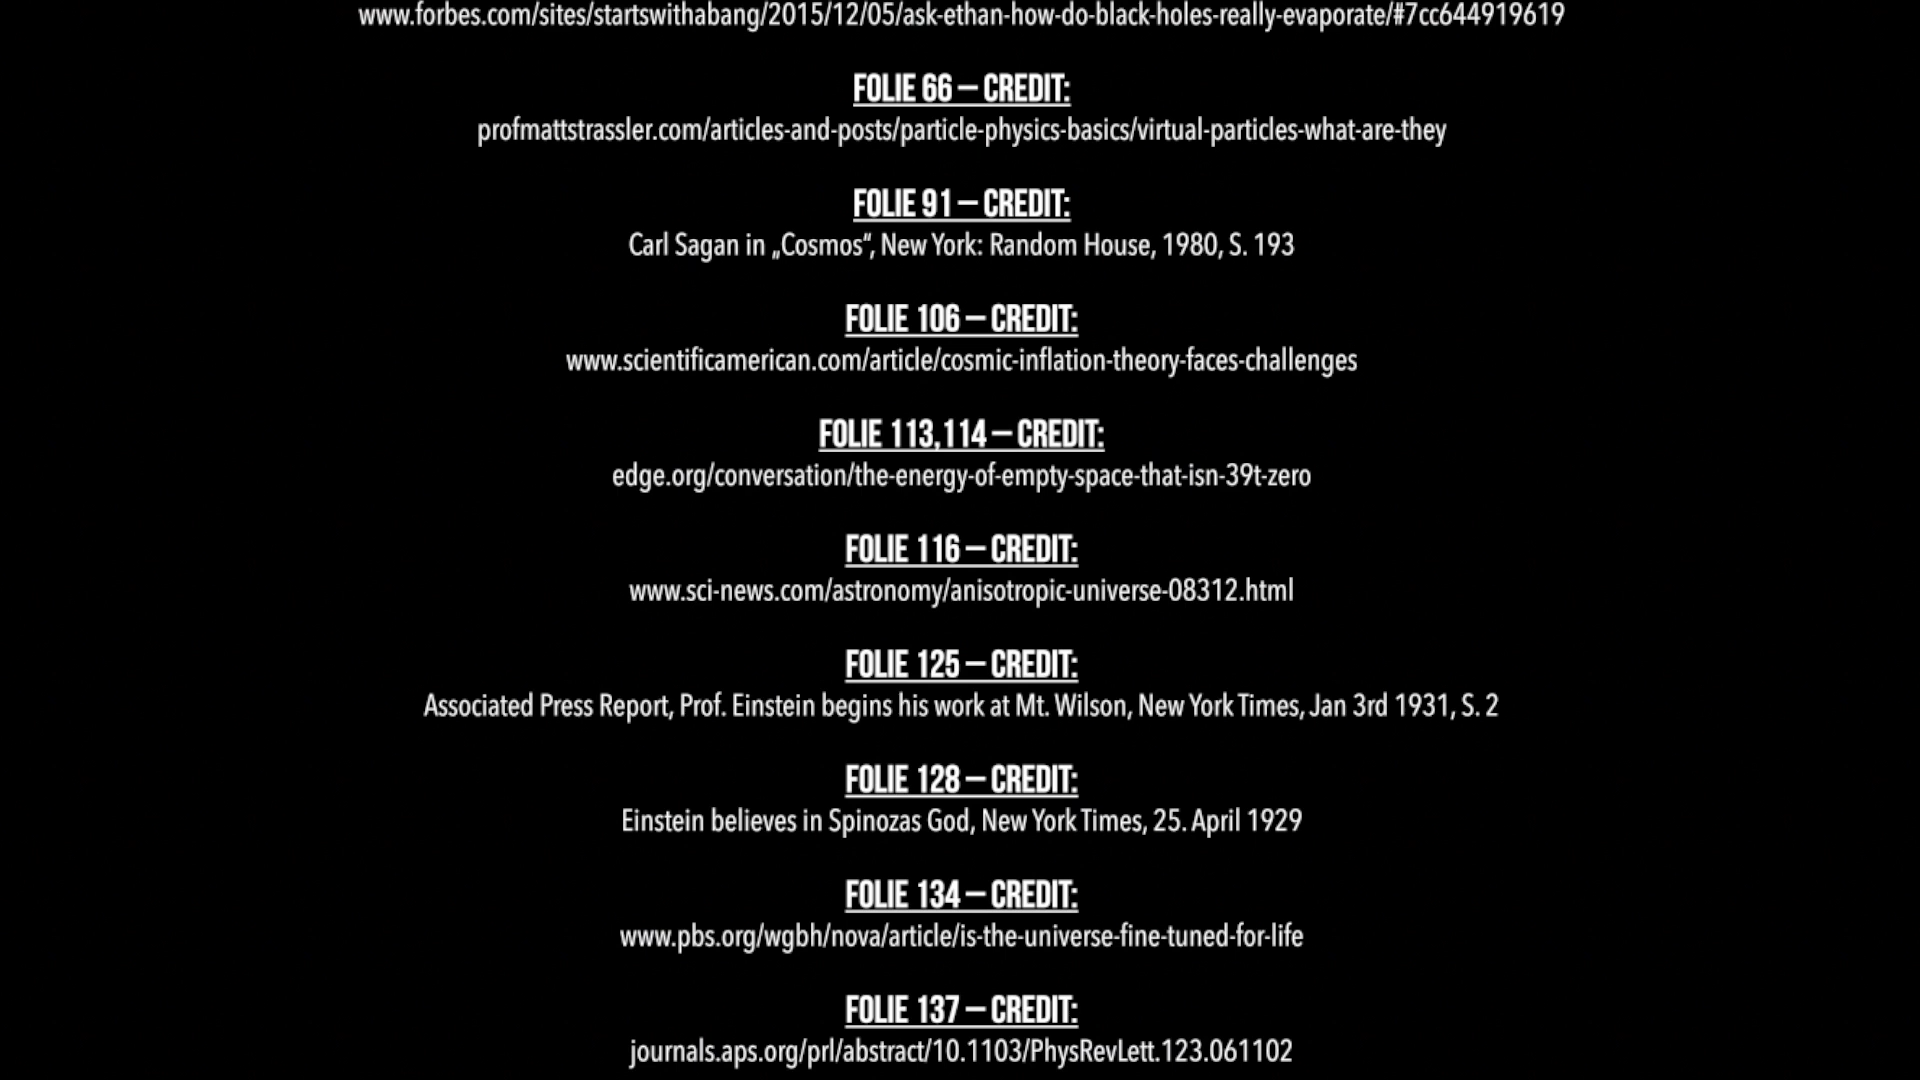 www.forbes.com/sites/startswithabang/2015/12/05/ask-ethan-how-do-black-holes-really-evaporate/#7cc644919619
FOLIE 66 – CREDIT:
profmattstrassler.com/articles-and-posts/particle-physics-basics/virtual-particles-what-are-they
FOLIE 91 – CREDIT:
Carl Sagan in „Cosmos“, New York: Random House, 1980, S. 193
FOLIE 106 – CREDIT:
www.scientificamerican.com/article/cosmic-inflation-theory-faces-challenges
FOLIE 113,114 – CREDIT:
edge.org/conversation/the-energy-of-empty-space-that-isn-39t-zero
FOLIE 116 – CREDIT:
www.sci-news.com/astronomy/anisotropic-universe-08312.html
FOLIE 125 – CREDIT:
Associated Press Report, Prof. Einstein begins his work at Mt. Wilson, New York Times, Jan 3rd 1931, S. 2
FOLIE 128 – CREDIT:
Einstein believes in Spinozas God, New York Times, 25. April 1929
FOLIE 134 – CREDIT:
www.pbs.org/wgbh/nova/article/is-the-universe-fine-tuned-for-life
FOLIE 137 – CREDIT:
journals.aps.org/prl/abstract/10.1103/PhysRevLett.123.061102